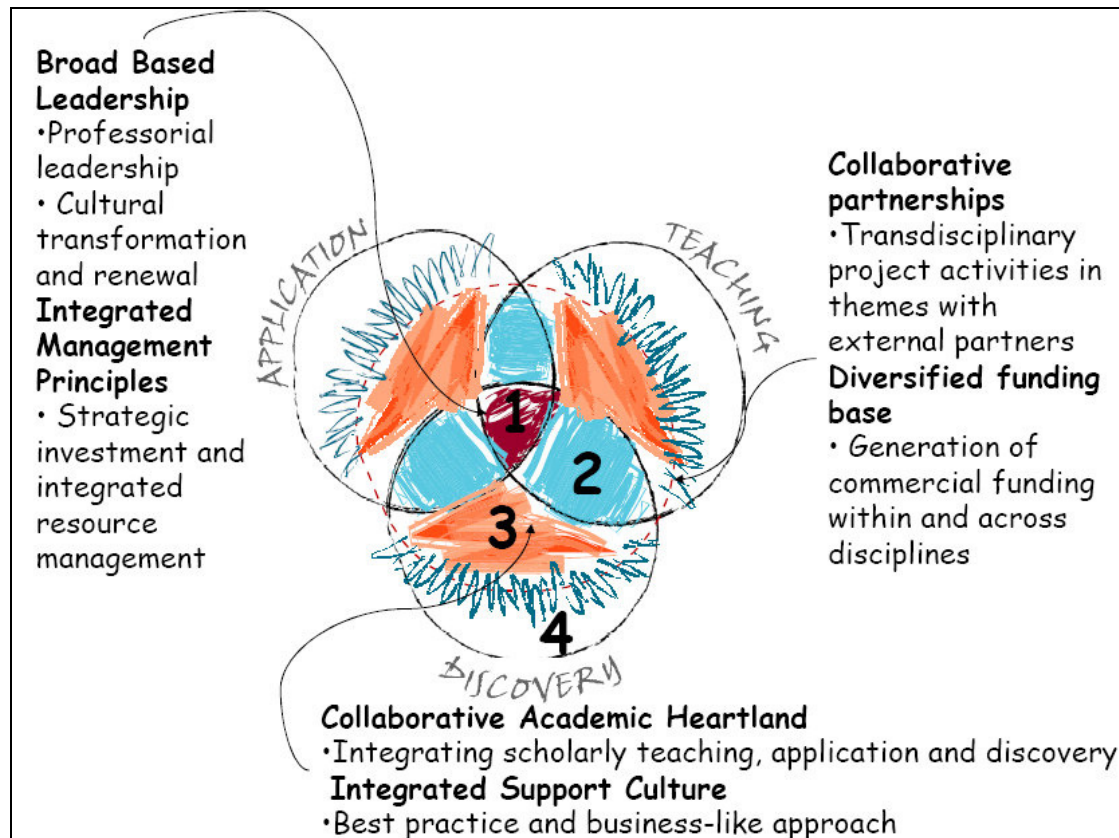 Broad Based
Leadership
•Professorial
leadership
• Cultural
transformation
and renewal
Integrated
Management
Principles
• Strategic
investment and
integrated
resource
management
APPLICATION
TEACHING
1
2
3
4
DISCOVERY
Collaborative
partnerships
•Transdisciplinary
project activities in
themes with
external partners
Diversified funding
base
• Generation of
commercial funding
within and across
disciplines
Collaborative Academic Heartland
•Integrating scholarly teaching, application and discovery
Integrated Support Culture
•Best practice and business-like approach